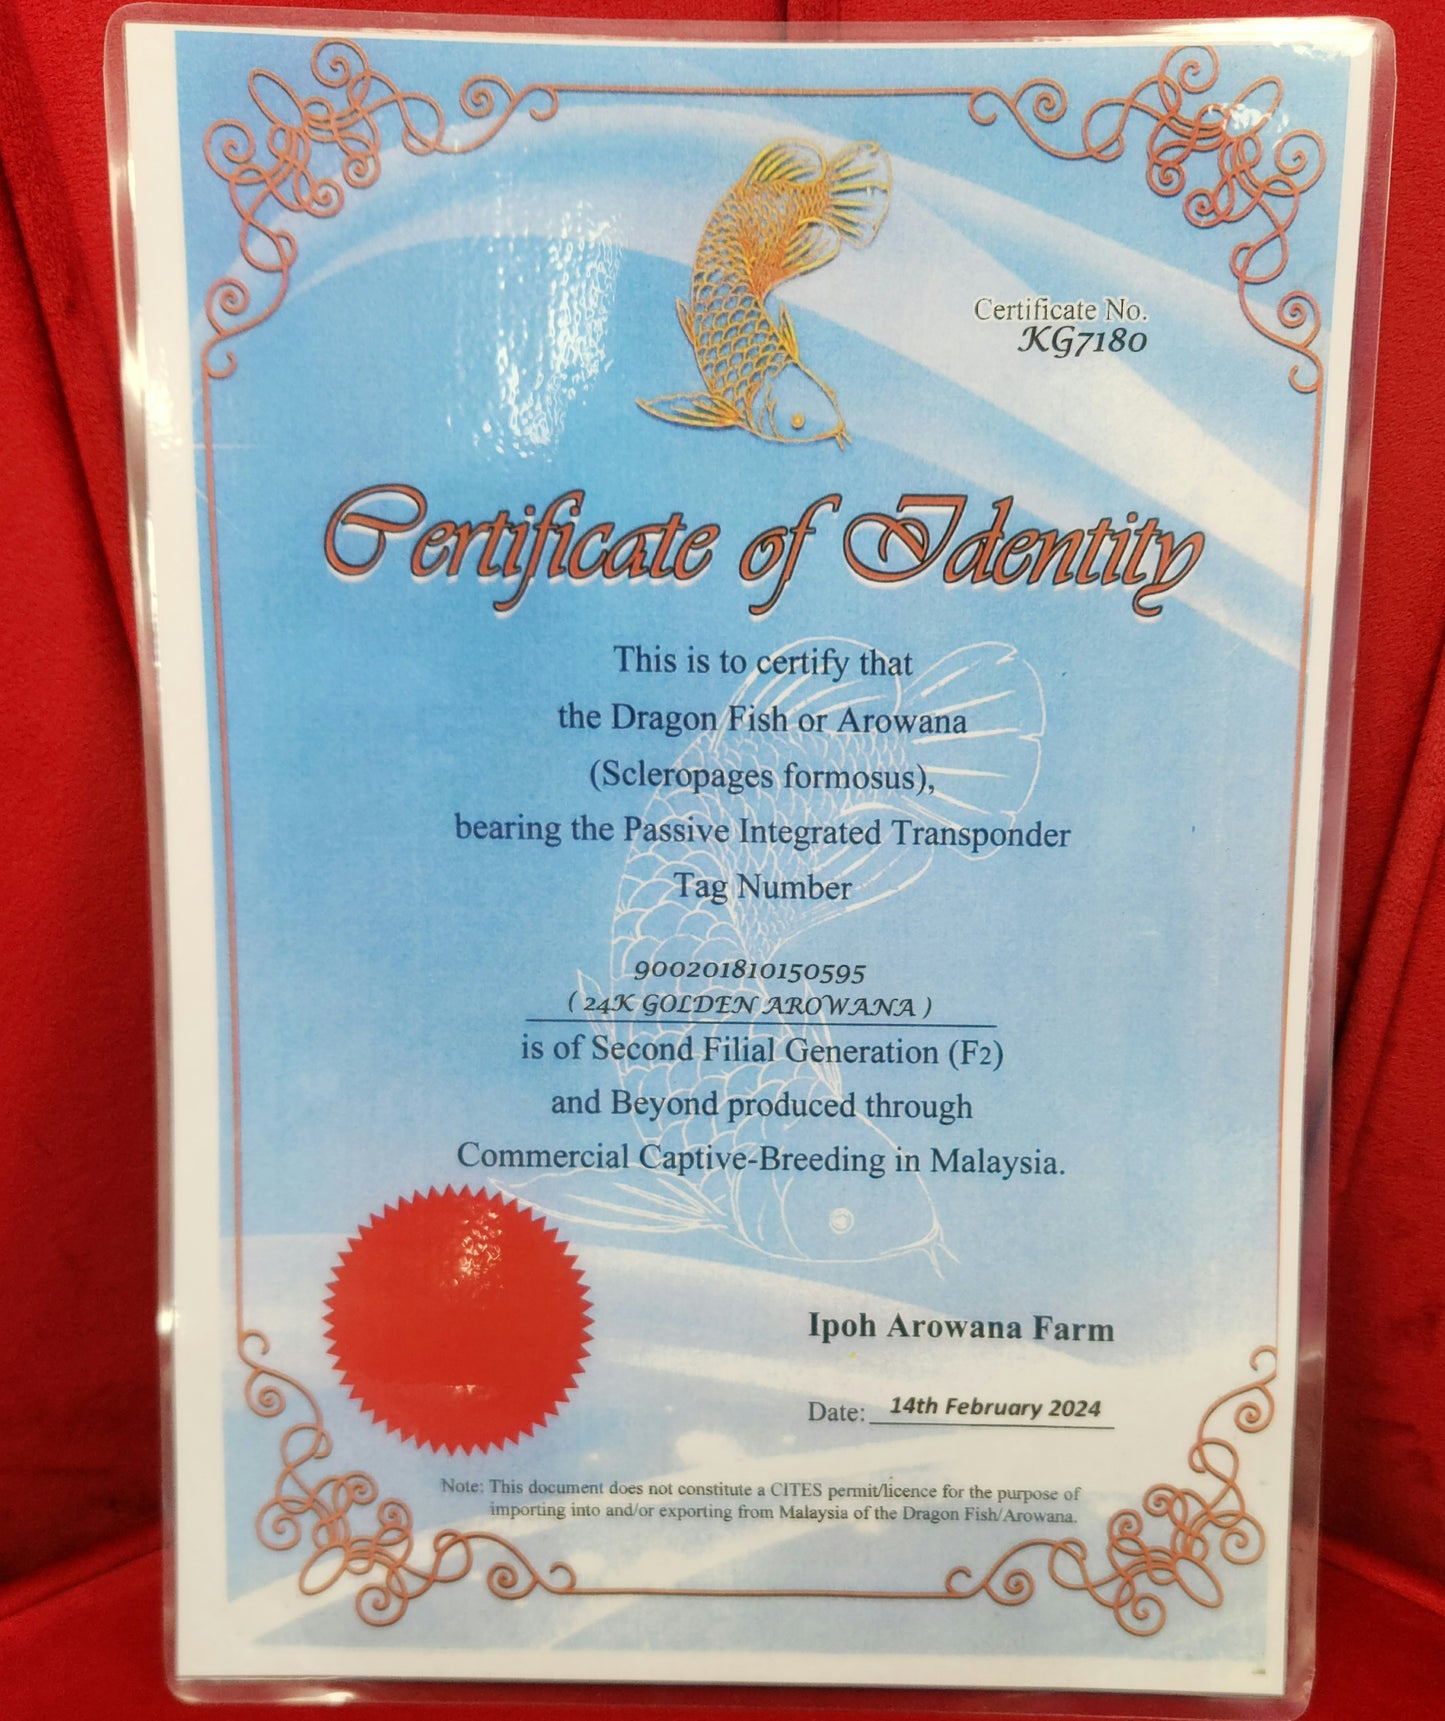 Certificate No.
KG7180
Certificate of Identity
This is to certify that
the Dragon Fish or Arowana
(Scleropages formosus),
bearing the Passive Integrated Transponder
Tag Number
900201810150595
( 24K GOLDEN AROWANA )
is of Second Filial Generation (F2)
and Beyond produced through
Commercial Captive-Breeding in Malaysia.
Ipoh Arowana Farm
Date: 14th February 2024
Note: This document does not constitute a CITES permit/licence for the purpose of
importing into and/or exporting from Malaysia of the Dragon Fish/Arowana.